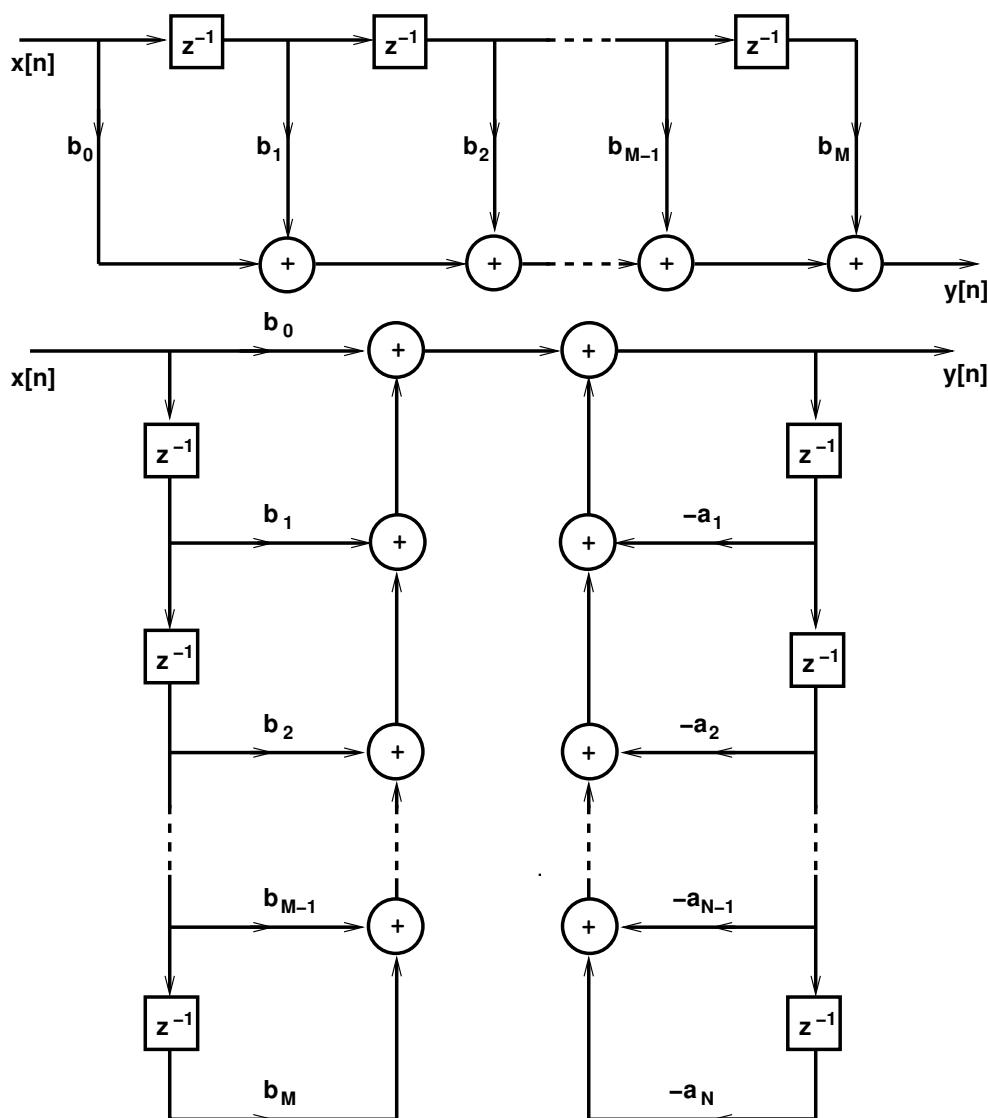 z⁻¹ z⁻¹ z⁻¹
x[n]
b₀ b₁ b₂ b_{M−1} b_M
+ + + +
y[n]
b₀
+ +
x[n] y[n]
z⁻¹ z⁻¹
b₁ −a₁
+ +
z⁻¹ z⁻¹
b₂ −a₂
+ +
b_{M−1} −a_{N−1}
+ +
z⁻¹ z⁻¹
b_M −a_N